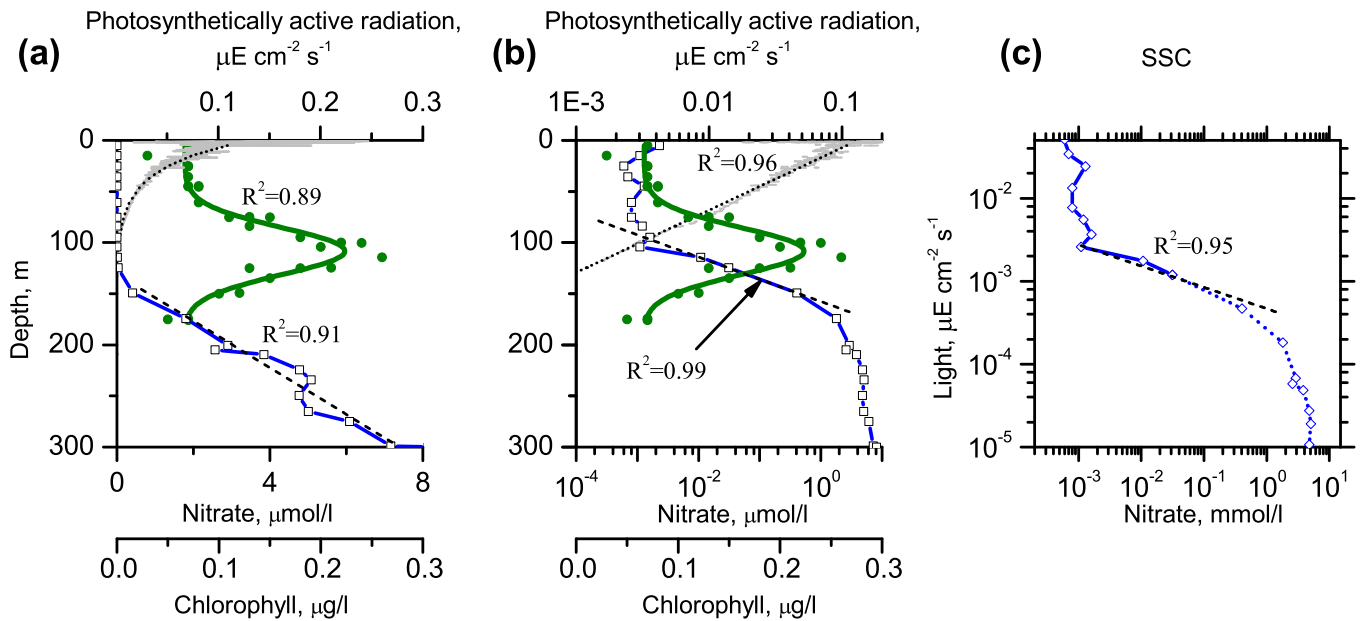 Photosynthetically active radiation,
(a)
μE cm⁻² s⁻¹
0.1 0.2 0.3
0
100
200
300
Depth, m
R²=0.89
R²=0.91
0 4 8
Nitrate, μmol/l
0.0 0.1 0.2 0.3
Chlorophyll, μg/l
Photosynthetically active radiation,
(b)
μE cm⁻² s⁻¹
1E-3 0.01 0.1
0
100
200
300
R²=0.96
R²=0.99
10⁻⁴ 10⁻² 10⁰
Nitrate, μmol/l
0.0 0.1 0.2 0.3
Chlorophyll, μg/l
(c)
SSC
10⁻²
10⁻³
10⁻⁴
10⁻⁵
Light, μE cm⁻² s⁻¹
R²=0.95
10⁻³ 10⁻² 10⁻¹ 10⁰ 10¹
Nitrate, mmol/l